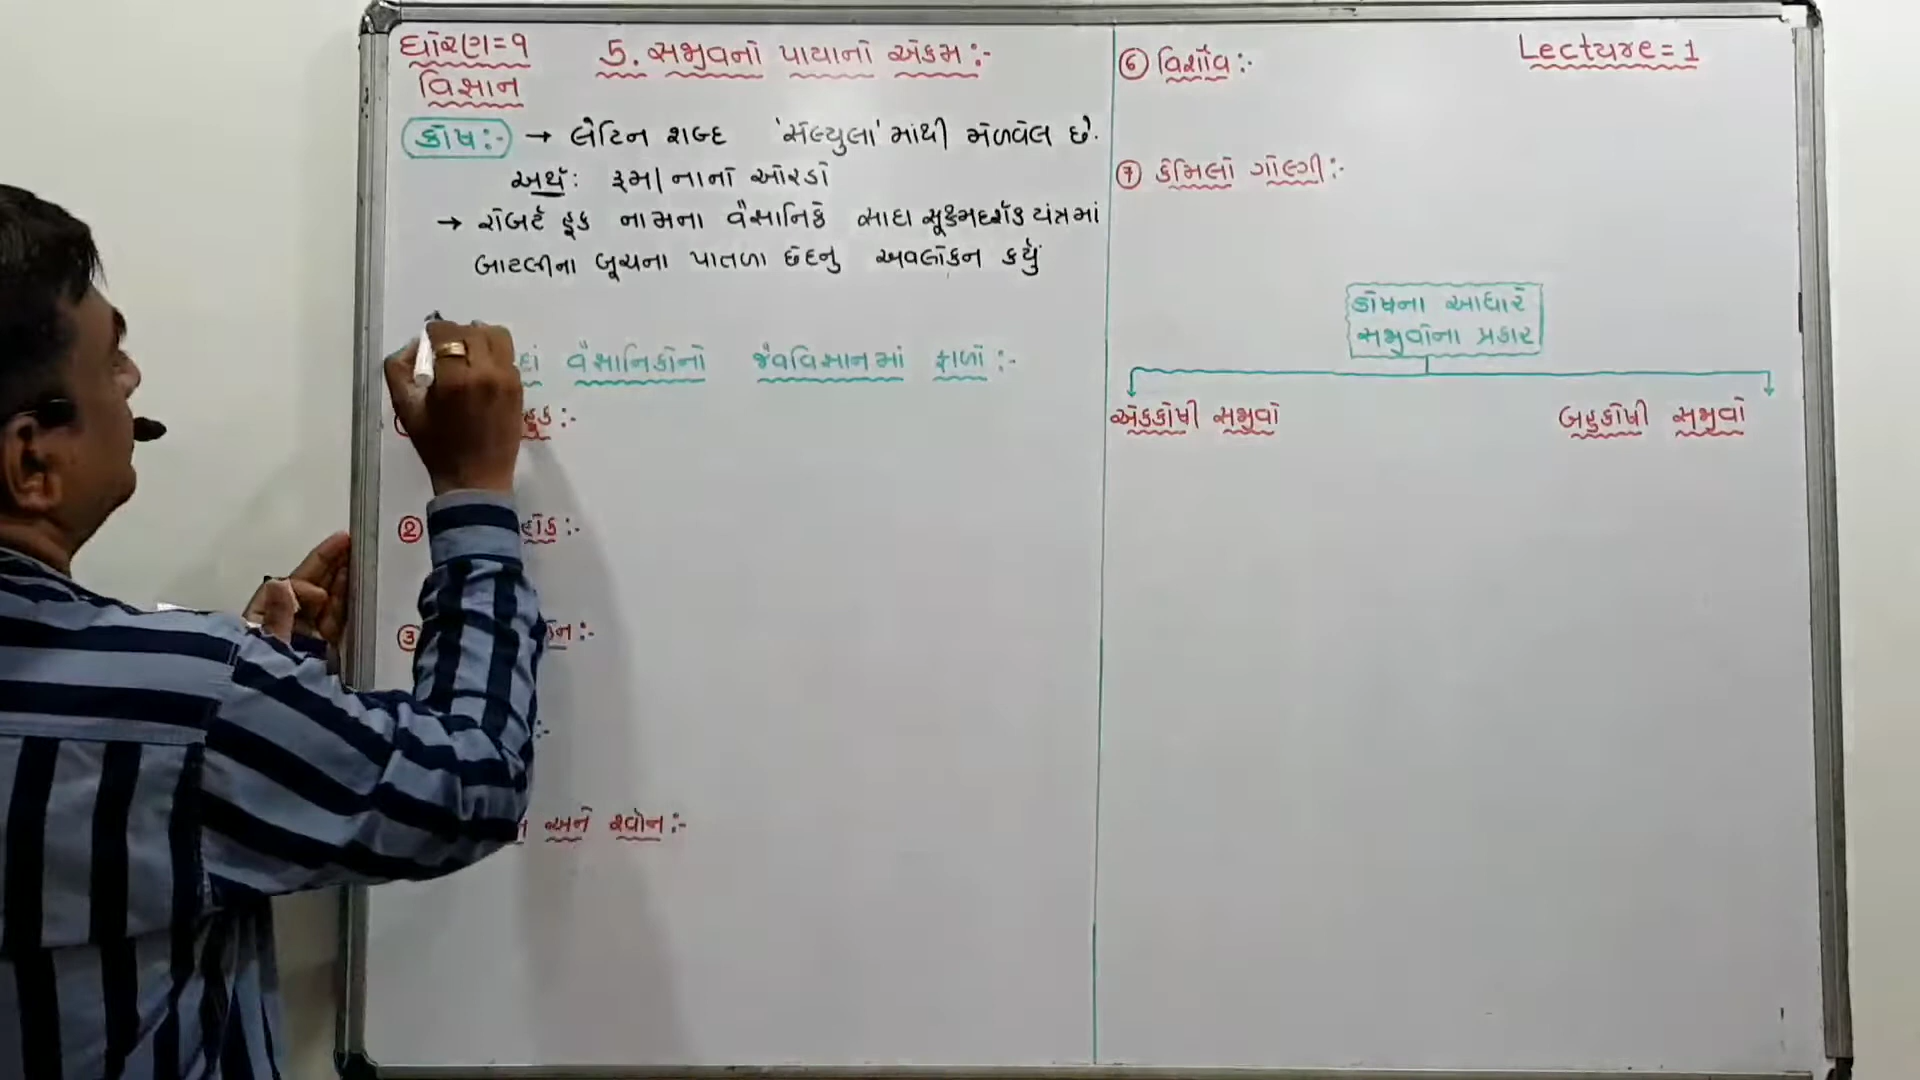 ધોરણ=૧
વિજ્ઞાન
5. સજીવનો પાયાનો એકમ:-
કોષ:- → લેટિન શબ્દ 'સેલ્યુલા' માંથી મેળવેલ છે.
અર્થ: રૂમ/નાનો ઓરડો
→ રોબર્ટ હૂક નામના વૈજ્ઞાનિકે સાદા સૂક્ષ્મદર્શક યંત્રમાં
બાટલીના બૂચના પાતળા છેદનુ અવલોકન કર્યું
વૈજ્ઞાનિકોનો જીવવિજ્ઞાનમાં ફાળો:-
હુક:-
②
③
અને શ્વોન:-
⑥ વિર્શોવ:-
⑦ કેમિલો ગોલ્ગી:-
Lecture=1
કોષના આધારે
સજીવોના પ્રકાર
એકકોષી સજીવો
બહુકોષી સજીવો